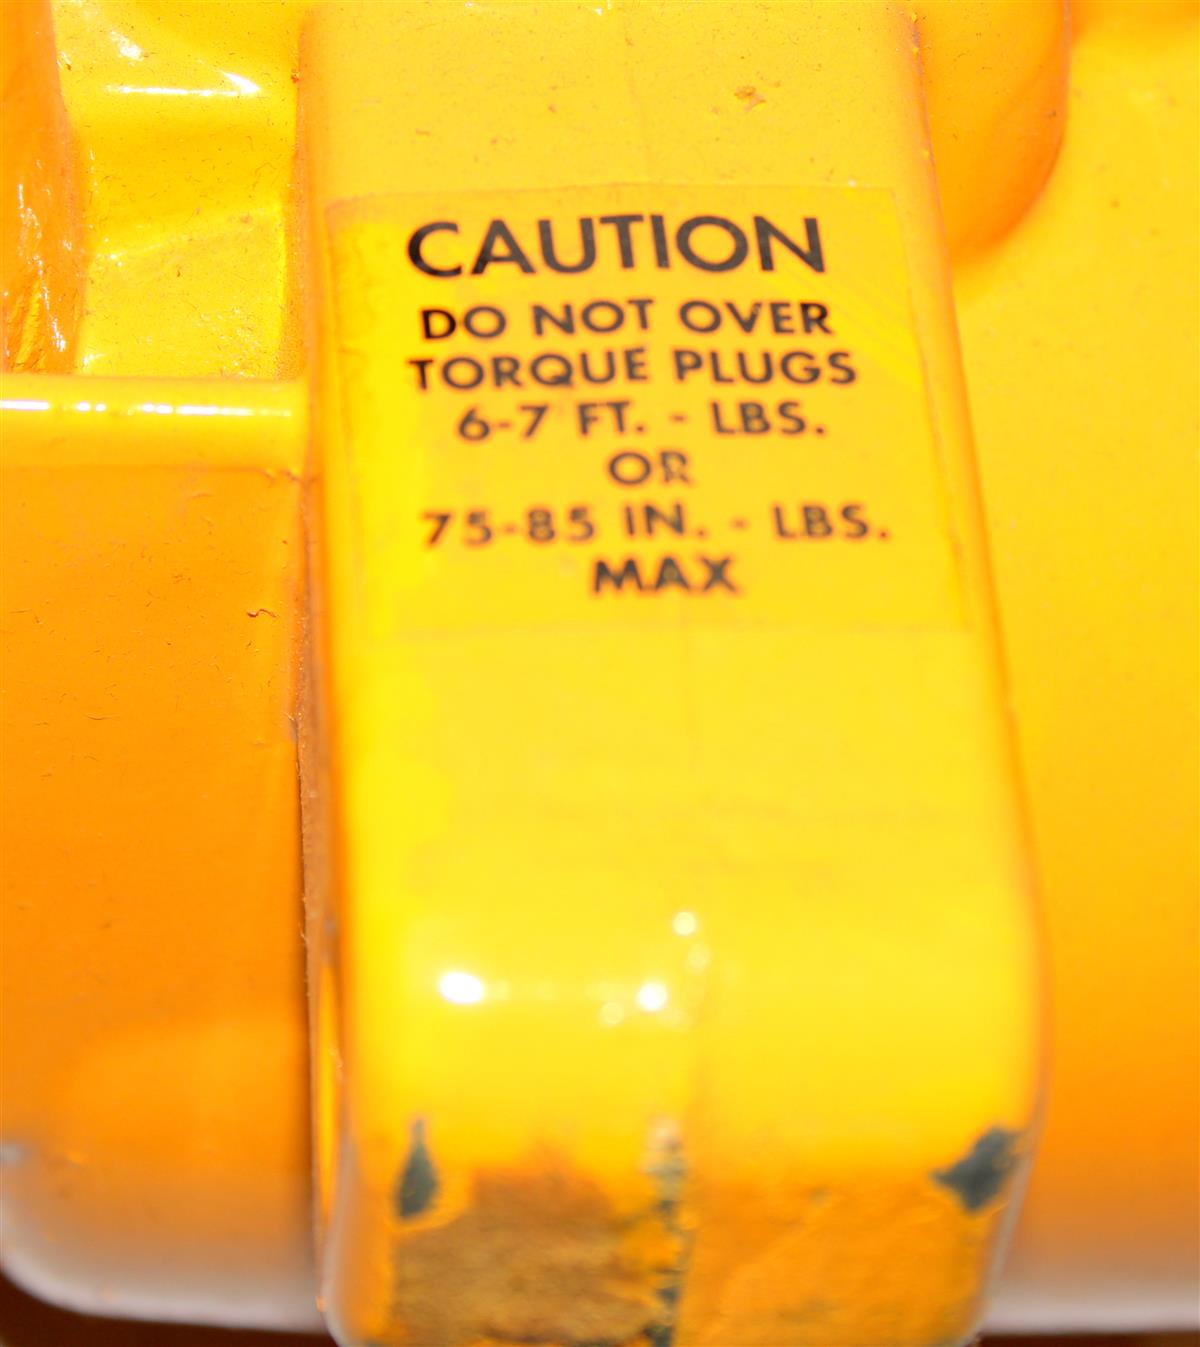 CAUTION
DO NOT OVER
TORQUE PLUGS
6-7 FT. - LBS.
OR
75-85 IN. - LBS.
MAX